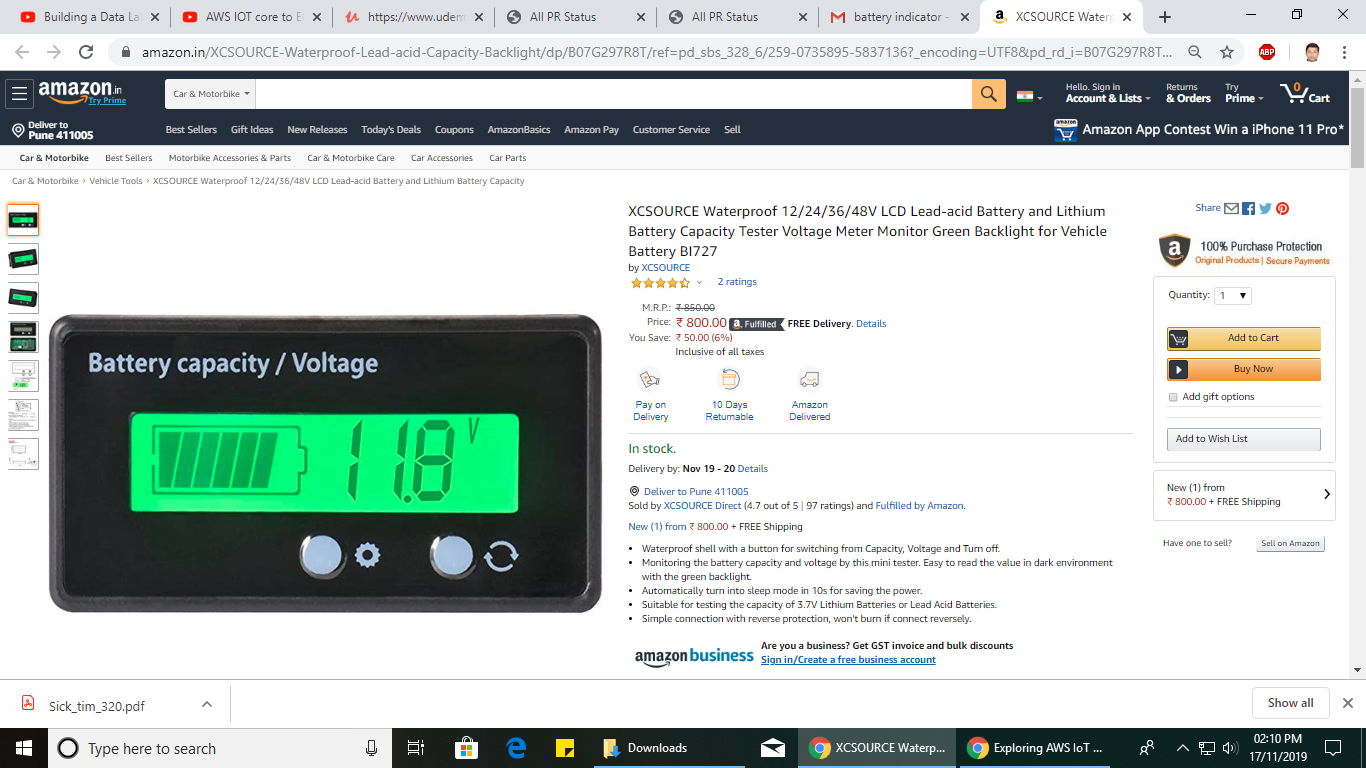 Building a Data La
AWS IOT core to E
https://www.udem
All PR Status
All PR Status
battery indicator -
XCSOURCE Waterp
amazon.in/XCSOURCE-Waterproof-Lead-acid-Capacity-Backlight/dp/B07G297R8T/ref=pd_sbs_328_6/259-0735895-5837136?_encoding=UTF8&pd_rd_i=B07G297R8T...
ABP
amazon.in
Try Prime
Car & Motorbike
Hello. Sign in
Account & Lists
Returns
& Orders
Try
Prime
0
Cart
Deliver to
Pune 411005
Best Sellers Gift Ideas New Releases Today's Deals Coupons AmazonBasics Amazon Pay Customer Service Sell
amazon
Amazon App Contest Win a iPhone 11 Pro*
Car & Motorbike Best Sellers Motorbike Accessories & Parts Car & Motorbike Care Car Accessories Car Parts
Car & Motorbike › Vehicle Tools › XCSOURCE Waterproof 12/24/36/48V LCD Lead-acid Battery and Lithium Battery Capacity
Battery capacity / Voltage
11.8 V
XCSOURCE Waterproof 12/24/36/48V LCD Lead-acid Battery and Lithium
Battery Capacity Tester Voltage Meter Monitor Green Backlight for Vehicle
Battery BI727
by XCSOURCE
2 ratings
M.R.P.: ₹ 850.00
Price: ₹ 800.00 a Fulfilled FREE Delivery. Details
You Save: ₹ 50.00 (6%)
Inclusive of all taxes
Pay on
Delivery
10 Days
Returnable
Amazon
Delivered
In stock.
Delivery by: Nov 19 - 20 Details
Deliver to Pune 411005
Sold by XCSOURCE Direct (4.7 out of 5 | 97 ratings) and Fulfilled by Amazon.
New (1) from ₹ 800.00 + FREE Shipping
• Waterproof shell with a button for switching from Capacity, Voltage and Turn off.
• Monitoring the battery capacity and voltage by this mini tester. Easy to read the value in dark environment
with the green backlight.
• Automatically turn into sleep mode in 10s for saving the power.
• Suitable for testing the capacity of 3.7V Lithium Batteries or Lead Acid Batteries.
• Simple connection with reverse protection, won't burn if connect reversely.
amazon business
Are you a business? Get GST invoice and bulk discounts
Sign in/Create a free business account
Share
a
100% Purchase Protection
Original Products | Secure Payments
Quantity: 1
Add to Cart
Buy Now
Add gift options
Add to Wish List
New (1) from
₹ 800.00 + FREE Shipping
Have one to sell?
Sell on Amazon
Sick_tim_320.pdf
Show all
Type here to search
Downloads
XCSOURCE Waterp...
Exploring AWS IoT ...
02:10 PM
17/11/2019